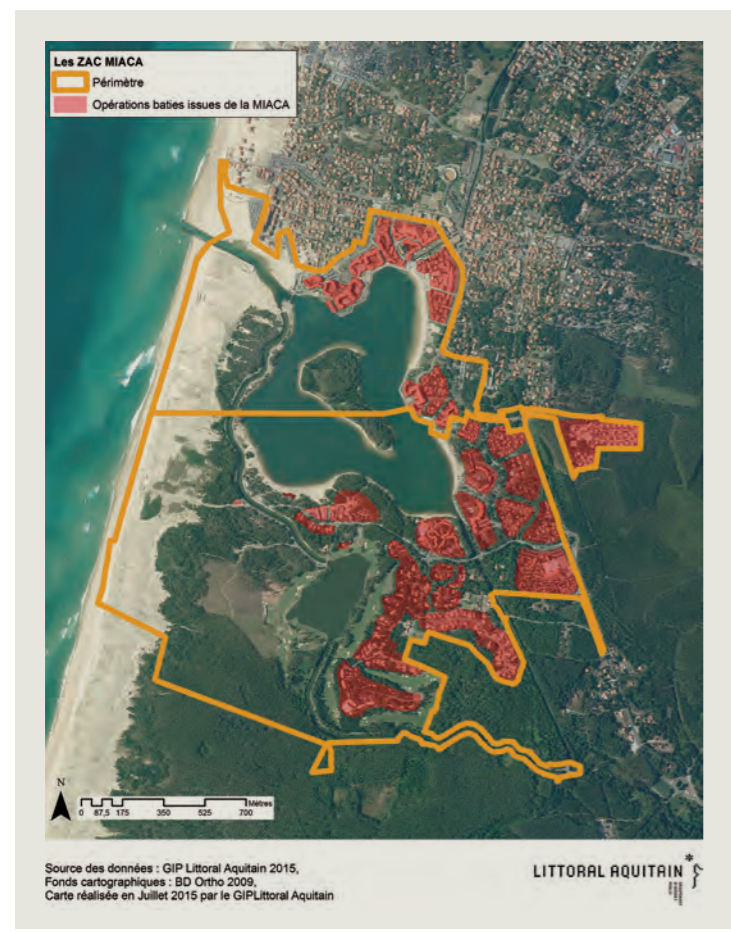 Les ZAC MIACA
Périmètre
Opérations baties issues de la MIACA
N
Mètres
0 87,5 175 350 525 700
Source des données : GIP Littoral Aquitain 2015,
Fonds cartographiques : BD Ortho 2009,
Carte réalisée en Juillet 2015 par le GIPLittoral Aquitain
LITTORAL AQUITAIN